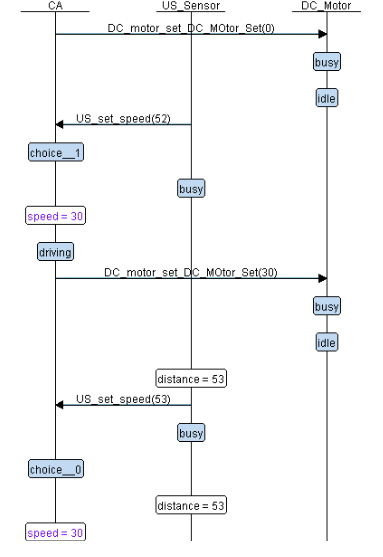 CA US_Sensor DC_Motor
DC_motor_set_DC_MOtor_Set(0)
busy
idle
US_set_speed(52)
choice__1
busy
speed = 30
driving
DC_motor_set_DC_MOtor_Set(30)
busy
idle
distance = 53
US_set_speed(53)
busy
choice__0
distance = 53
speed = 30